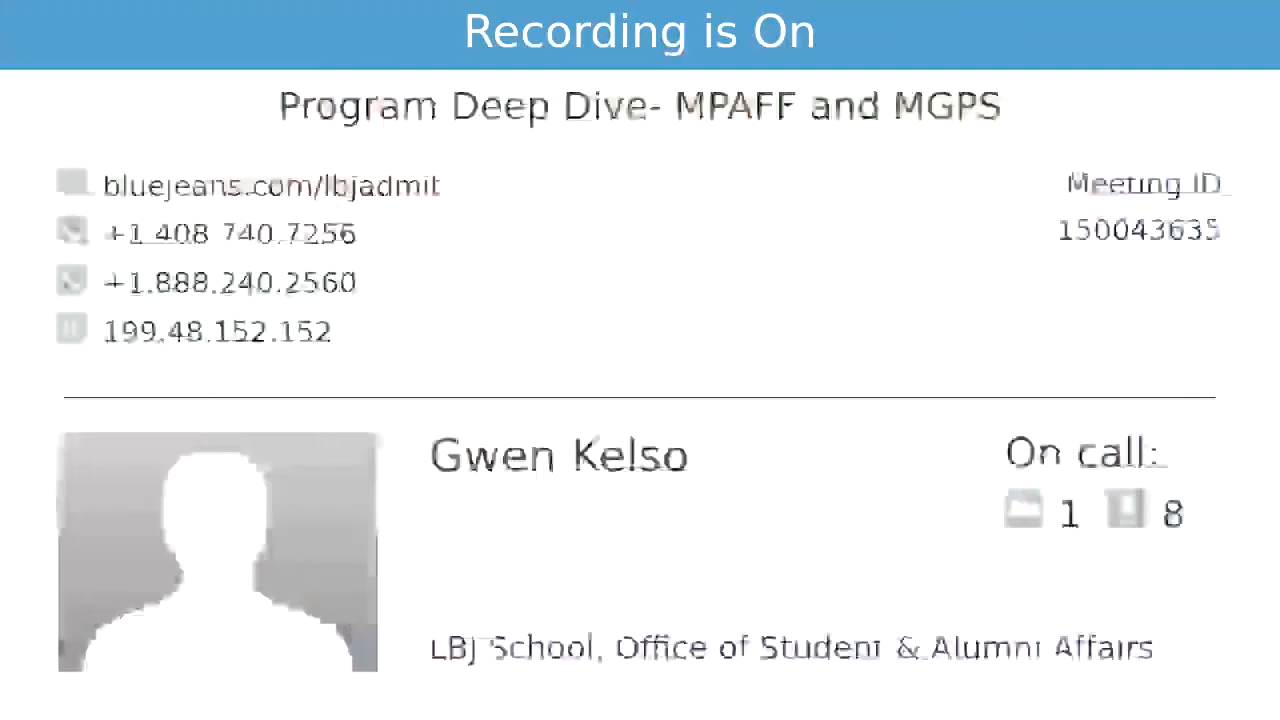 Recording is On
Program Deep Dive- MPAFF and MGPS
bluejeans.com/lbjadmit
Meeting ID
+1.408 740.7256
150043635
+1.888.240.2560
199.48.152.152
Gwen Kelso
On call:
1 8
LBJ School, Office of Student & Alumni Affairs